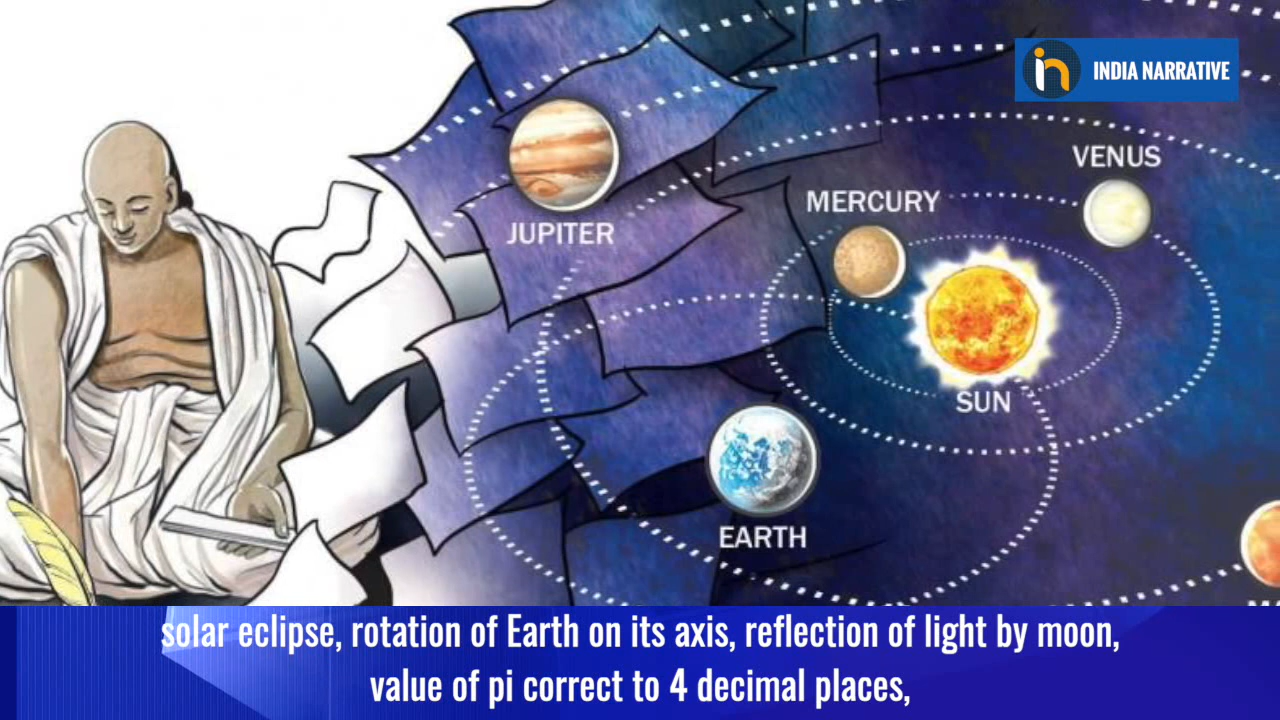 INDIA NARRATIVE
VENUS
MERCURY
JUPITER
SUN
EARTH
solar eclipse, rotation of Earth on its axis, reflection of light by moon,
value of pi correct to 4 decimal places,